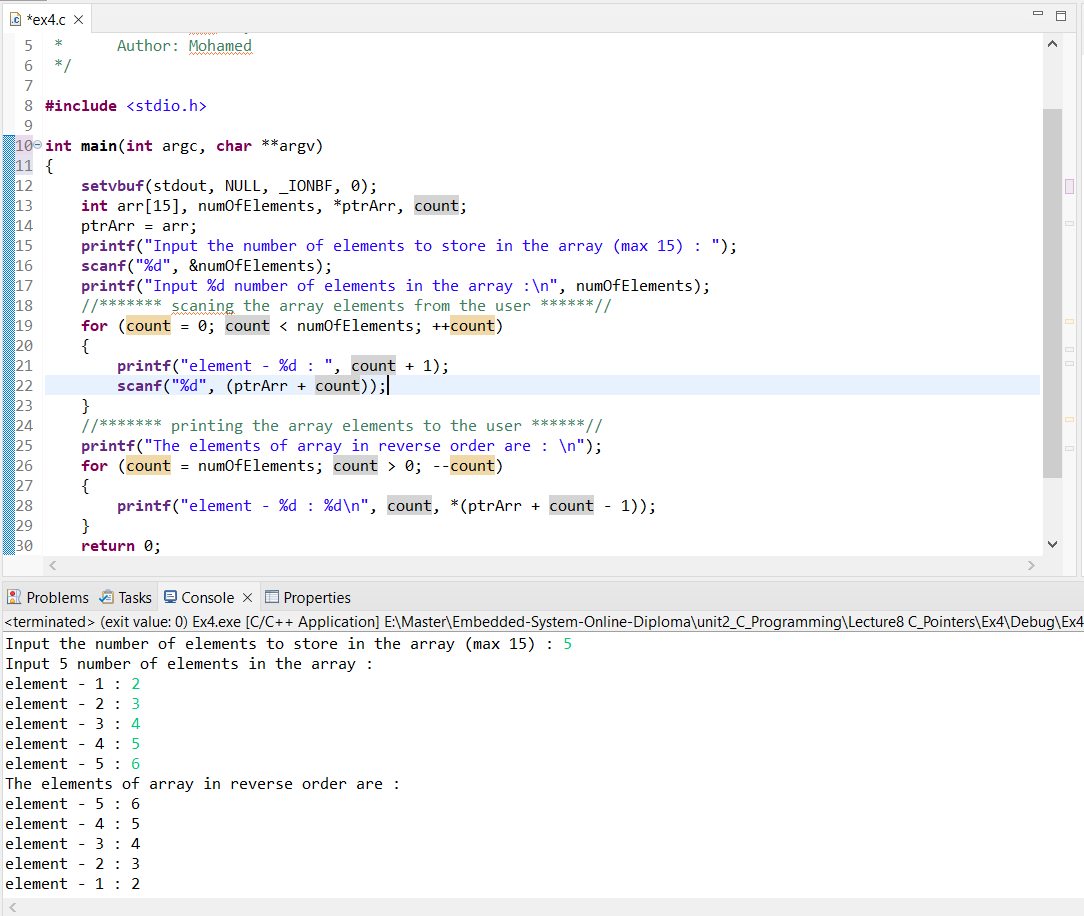 *ex4.c
5 * Author: Mohamed
6 */
7
8 #include <stdio.h>
9
10 int main(int argc, char **argv)
11 {
12 setvbuf(stdout, NULL, _IONBF, 0);
13 int arr[15], numOfElements, *ptrArr, count;
14 ptrArr = arr;
15 printf("Input the number of elements to store in the array (max 15) : ");
16 scanf("%d", &numOfElements);
17 printf("Input %d number of elements in the array :\n", numOfElements);
18 //******* scaning the array elements from the user ******//
19 for (count = 0; count < numOfElements; ++count)
20 {
21 printf("element - %d : ", count + 1);
22 scanf("%d", (ptrArr + count));
23 }
24 //******* printing the array elements to the user ******//
25 printf("The elements of array in reverse order are : \n");
26 for (count = numOfElements; count > 0; --count)
27 {
28 printf("element - %d : %d\n", count, *(ptrArr + count - 1));
29 }
30 return 0;
Problems Tasks Console Properties
<terminated> (exit value: 0) Ex4.exe [C/C++ Application] E:\Master\Embedded-System-Online-Diploma\unit2_C_Programming\Lecture8 C_Pointers\Ex4\Debug\Ex4
Input the number of elements to store in the array (max 15) : 5
Input 5 number of elements in the array :
element - 1 : 2
element - 2 : 3
element - 3 : 4
element - 4 : 5
element - 5 : 6
The elements of array in reverse order are :
element - 5 : 6
element - 4 : 5
element - 3 : 4
element - 2 : 3
element - 1 : 2